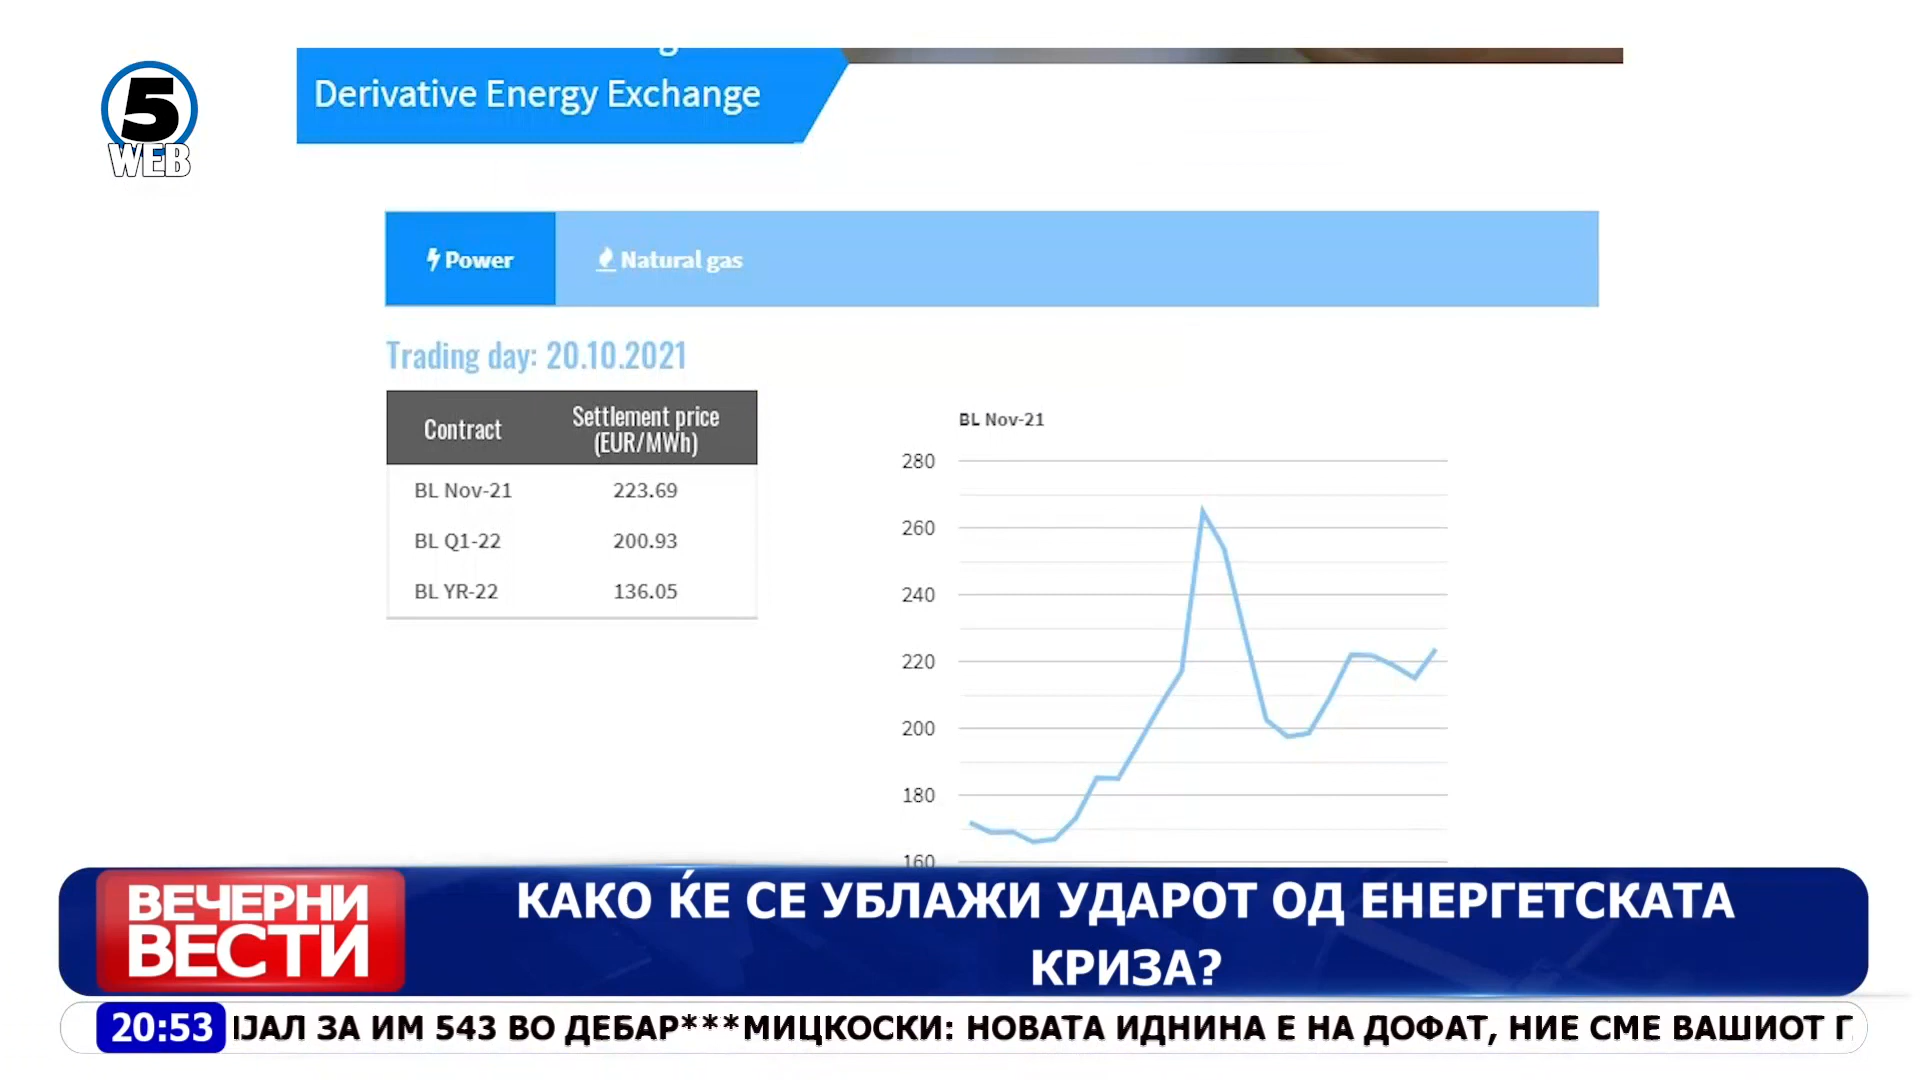 5
WEB
Derivative Energy Exchange
Power
Natural gas
Trading day: 20.10.2021
Contract
Settlement price
(EUR/MWh)
BL Nov-21 223.69
BL Q1-22 200.93
BL YR-22 136.05
BL Nov-21
280
260
240
220
200
180
160
ВЕЧЕРНИ
ВЕСТИ
КАКО ЌЕ СЕ УБЛАЖИ УДАРОТ ОД ЕНЕРГЕТСКАТА
КРИЗА?
20:53
ЗА ИМ 543 ВО ДЕБАР***МИЦКОСКИ: НОВАТА ИДНИНА Е НА ДОФАТ, НИЕ СМЕ ВАШИОТ